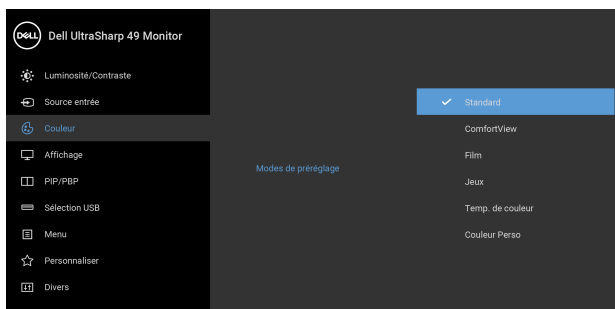 DELL
Dell UltraSharp 49 Monitor
Luminosité/Contraste
Source entrée
Couleur
Affichage
PIP/PBP
Sélection USB
Menu
Personnaliser
Divers
Modes de préréglage
Standard
ComfortView
Film
Jeux
Temp. de couleur
Couleur Perso